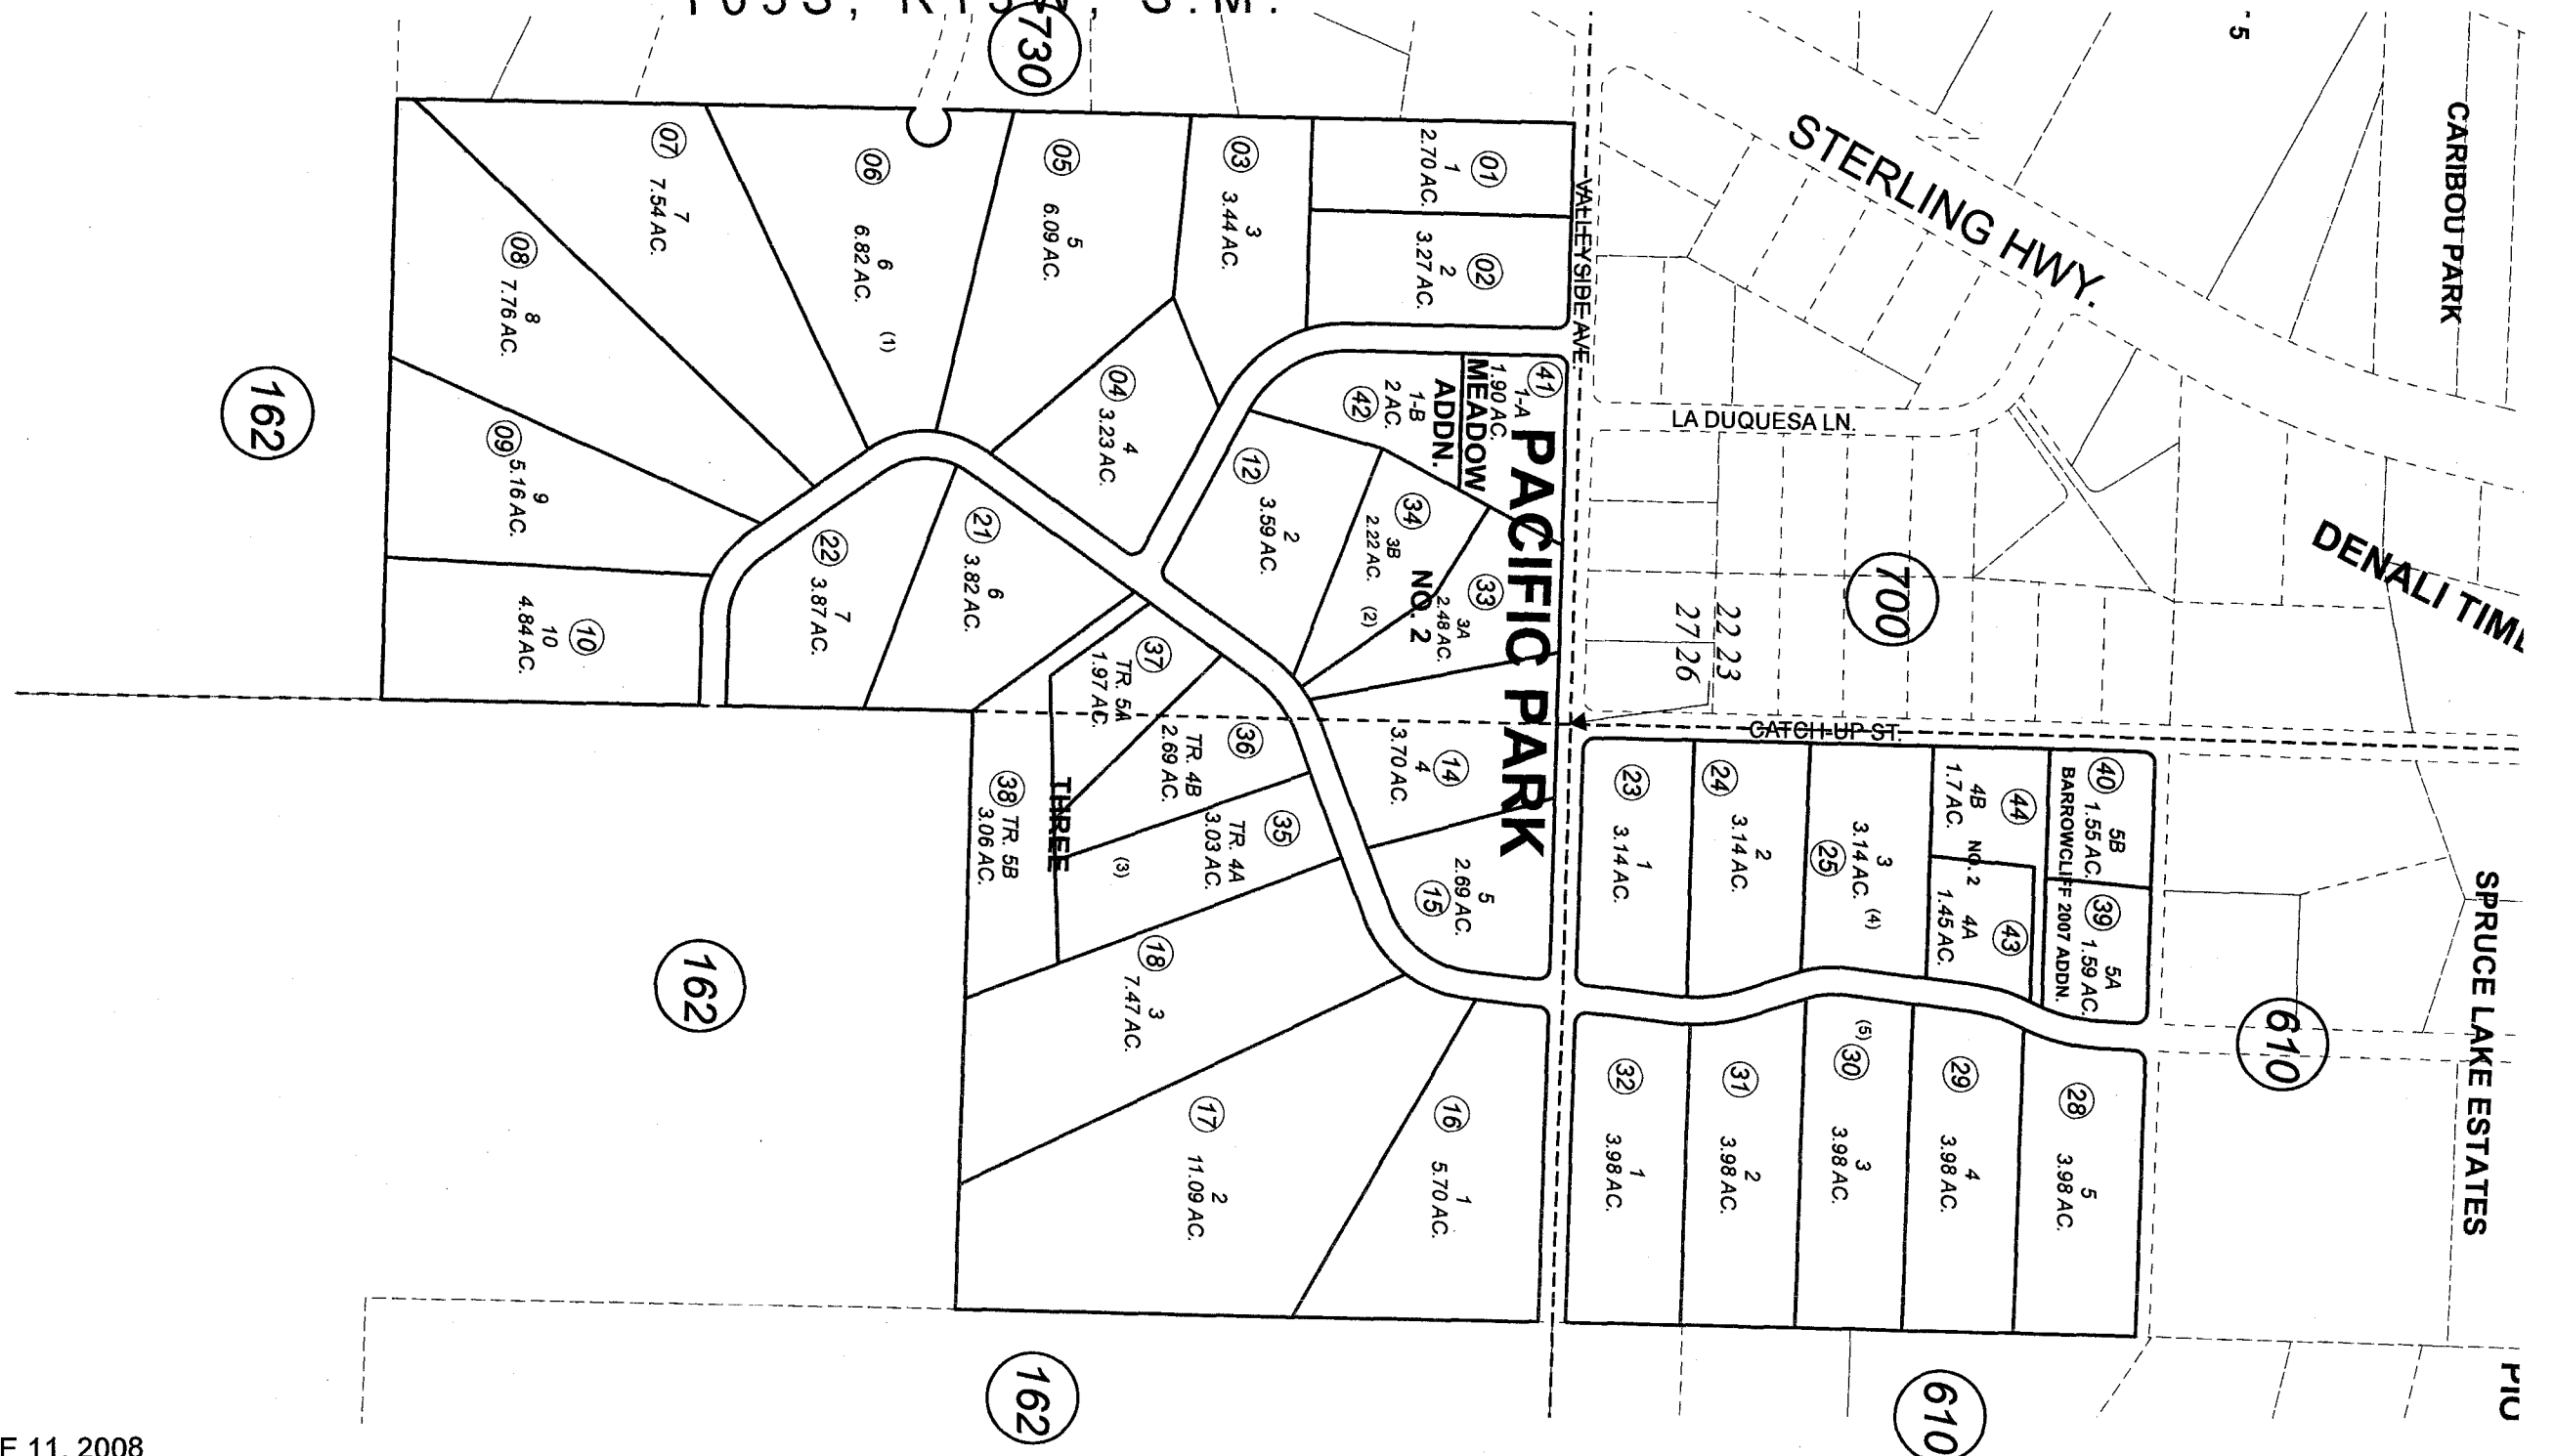 730
5
CARIBOU PARK
STERLING HWY.
VALLEYSIDE AVE.
LA DUQUESA LN.
DENALI
700
22 23
27 26
CATCH-UP ST.
SPRUCE LAKE ESTATES
610
610
162
162
162
PACIFIC PARK
MEADOW
ADDN.
NO. 2
THREE
01
1
2.70 AC.
02
2
3.27 AC.
03
3
3.44 AC.
04
4
3.23 AC.
05
5
6.09 AC.
06
6
6.82 AC.
(1)
07
7
7.54 AC.
08
8
7.76 AC.
09
9
5.16 AC.
10
10
4.84 AC.
41
1-A
1.90 AC.
1-B
2 AC.
42
12
2
3.59 AC.
34
3B
2.22 AC.
(2)
33
3A
2.48 AC.
14
4
3.70 AC.
15
5
2.69 AC.
21
6
3.82 AC.
22
7
3.87 AC.
37
TR. 5A
1.97 AC.
36
TR. 4B
2.69 AC.
35
TR. 4A
3.03 AC.
(3)
38 TR. 5B
3.06 AC.
18
3
7.47 AC.
17
2
11.09 AC.
16
1
5.70 AC.
23
1
3.14 AC.
24
2
3.14 AC.
25
3
3.14 AC.
(4)
44
4B
1.7 AC.
NO. 2
43
4A
1.45 AC.
40
5B
1.55 AC.
39
5A
1.59 AC.
BARROWCLIFF 2007 ADDN.
32
1
3.98 AC.
31
2
3.98 AC.
(5)
30
3
3.98 AC.
29
4
3.98 AC.
28
5
3.98 AC.
11, 2008